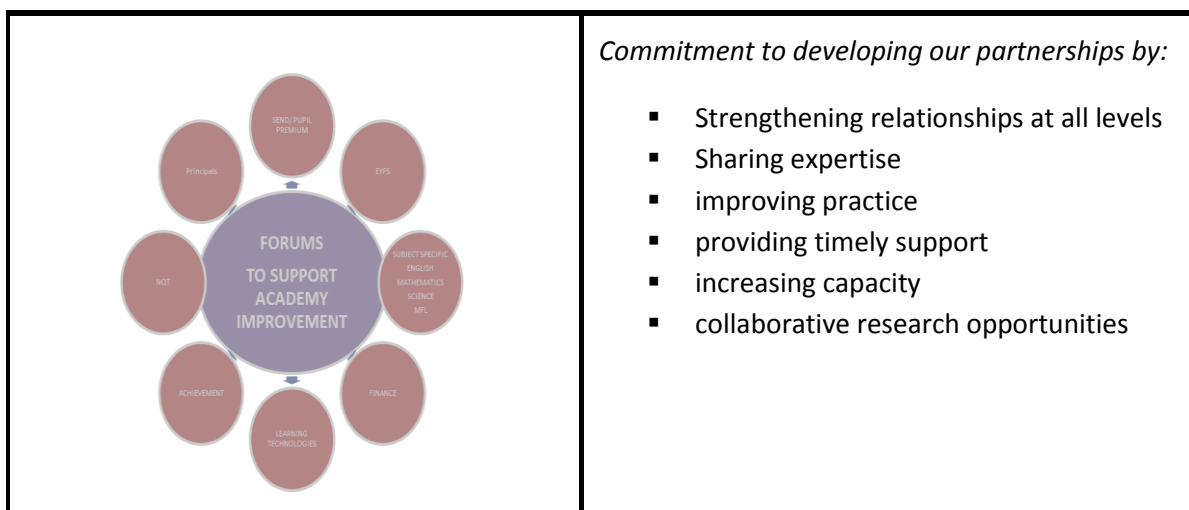 SEND/PUPIL
PREMIUM
EYFS
SUBJECT SPECIFIC
ENGLISH
MATHEMATICS
SCIENCE
MFL
FINANCE
LEARNING
TECHNOLOGIES
ACHIEVEMENT
NQT
Principals
FORUMS
TO SUPPORT
ACADEMY
IMPROVEMENT
Commitment to developing our partnerships by:
▪ Strengthening relationships at all levels
▪ Sharing expertise
▪ improving practice
▪ providing timely support
▪ increasing capacity
▪ collaborative research opportunities